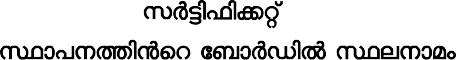 സർട്ടിഫിക്കറ്റ്
സ്ഥാപനത്തിൻറെ ബോർഡിൽ സ്ഥലനാമം